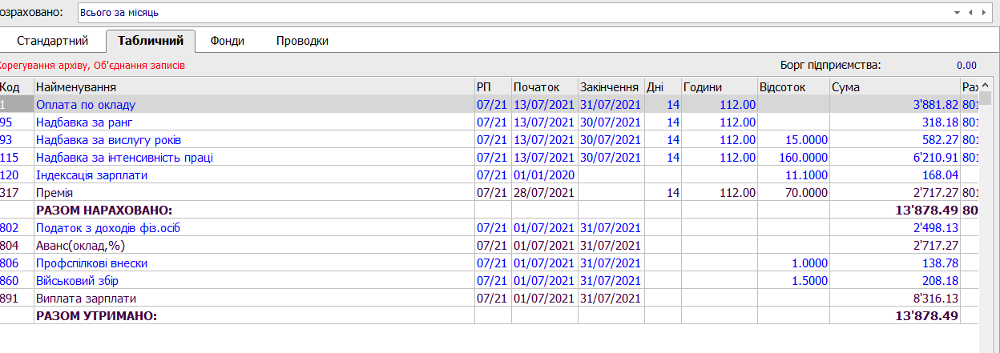 озраховано: Всього за місяць
Стандартний Табличний Фонди Проводки
Корегування архіву, Об'єднання записів Борг підприємства: 0.00
Код Найменування РП Початок Закінчення Дні Години Відсоток Сума Рах
1 Оплата по окладу 07/21 13/07/2021 31/07/2021 14 112.00 3'881.82 801
95 Надбавка за ранг 07/21 13/07/2021 30/07/2021 14 112.00 318.18 801
93 Надбавка за вислугу років 07/21 13/07/2021 30/07/2021 14 112.00 15.0000 582.27 801
115 Надбавка за інтенсивність праці 07/21 13/07/2021 30/07/2021 14 112.00 160.0000 6'210.91 801
120 Індексація зарплати 07/21 01/01/2020 11.1000 168.04
317 Премія 07/21 28/07/2021 14 112.00 70.0000 2'717.27 801
РАЗОМ НАРАХОВАНО: 13'878.49 80
802 Податок з доходів фіз.осіб 07/21 01/07/2021 31/07/2021 2'498.13
804 Аванс(оклад,%) 07/21 01/07/2021 31/07/2021 2'717.27
806 Профспілкові внески 07/21 01/07/2021 31/07/2021 1.0000 138.78
860 Військовий збір 07/21 01/07/2021 31/07/2021 1.5000 208.18
891 Виплата зарплати 07/21 01/07/2021 31/07/2021 8'316.13
РАЗОМ УТРИМАНО: 13'878.49